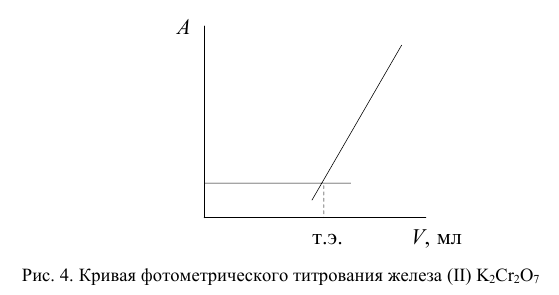 A
т.э.
V, мл
Рис. 4. Кривая фотометрического титрования железа (II) K₂Cr₂O₇